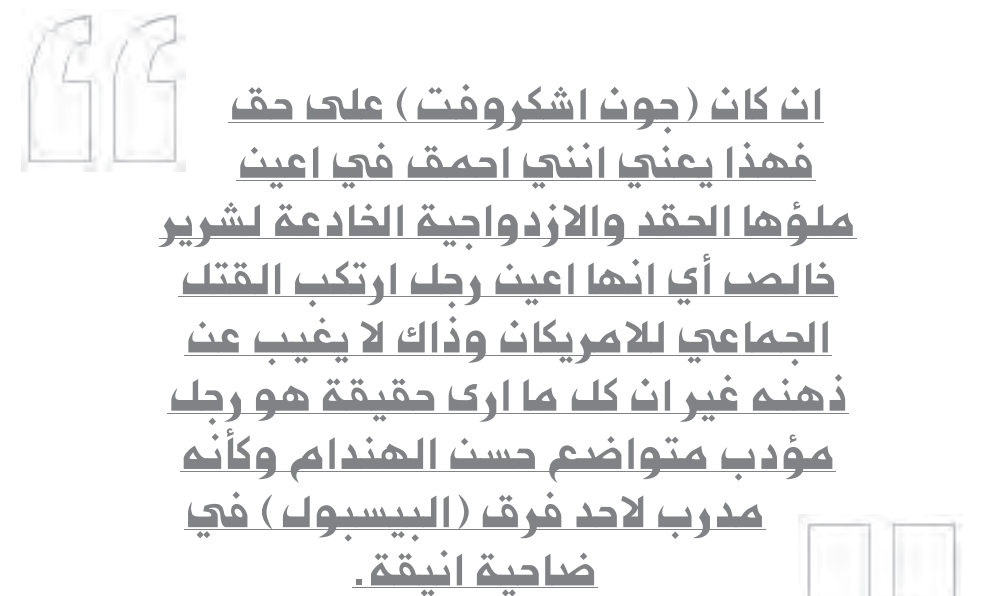 ان كان (جون اشكروفت) على حق
فهذا يعني انني احمق في اعين
ملؤها الحقد والازدواجية الخادعة لشرير
خالص أي انها اعين رجل ارتكب القتل
الجماعي للامريكان وذاك لا يغيب عن
ذهنه غير ان كل ما ارى حقيقة هو رجل
مؤدب متواضع حسن الهندام وكأنه
مدرب لاحد فرق (البيسبول) في
ضاحية انيقة.